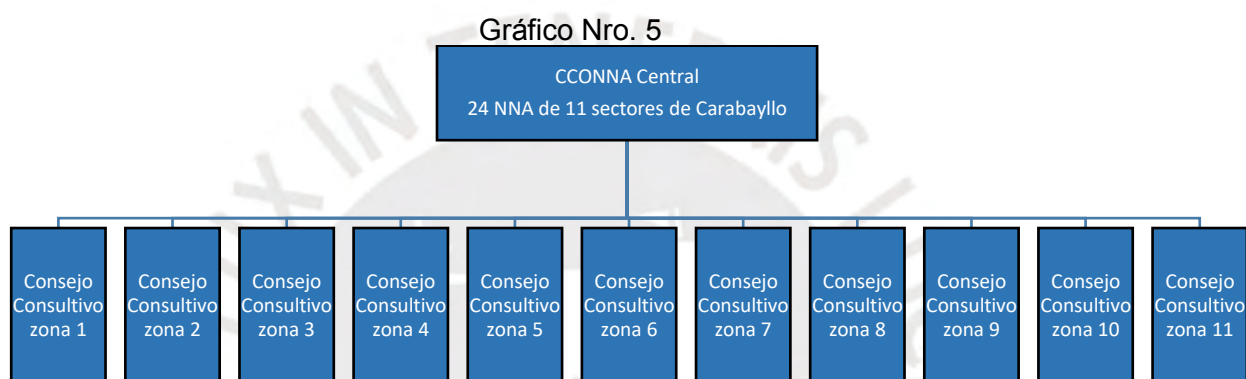 Gráfico Nro. 5
CCONNA Central
24 NNA de 11 sectores de Carabayllo
Consejo
Consultivo
zona 1
Consejo
Consultivo
zona 2
Consejo
Consultivo
zona 3
Consejo
Consultivo
zona 4
Consejo
Consultivo
zona 5
Consejo
Consultivo
zona 6
Consejo
Consultivo
zona 7
Consejo
Consultivo
zona 8
Consejo
Consultivo
zona 9
Consejo
Consultivo
zona 10
Consejo
Consultivo
zona 11